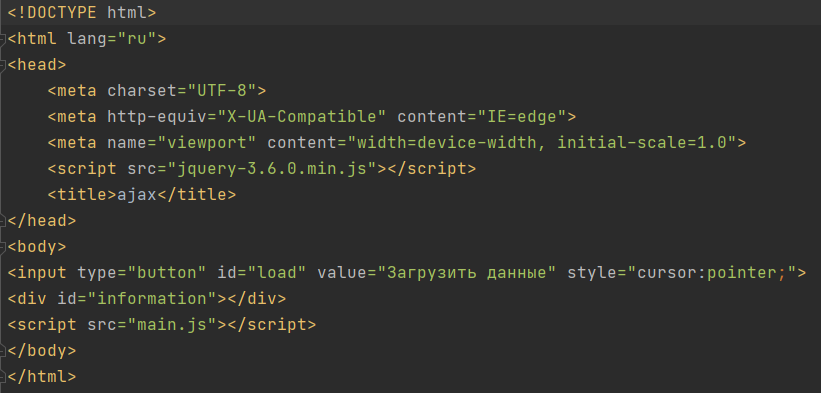 <!DOCTYPE html>
<html lang="ru">
<head>
    <meta charset="UTF-8">
    <meta http-equiv="X-UA-Compatible" content="IE=edge">
    <meta name="viewport" content="width=device-width, initial-scale=1.0">
    <script src="jquery-3.6.0.min.js"></script>
    <title>ajax</title>
</head>
<body>
<input type="button" id="load" value="Загрузить данные" style="cursor:pointer;">
<div id="information"></div>
<script src="main.js"></script>
</body>
</html>